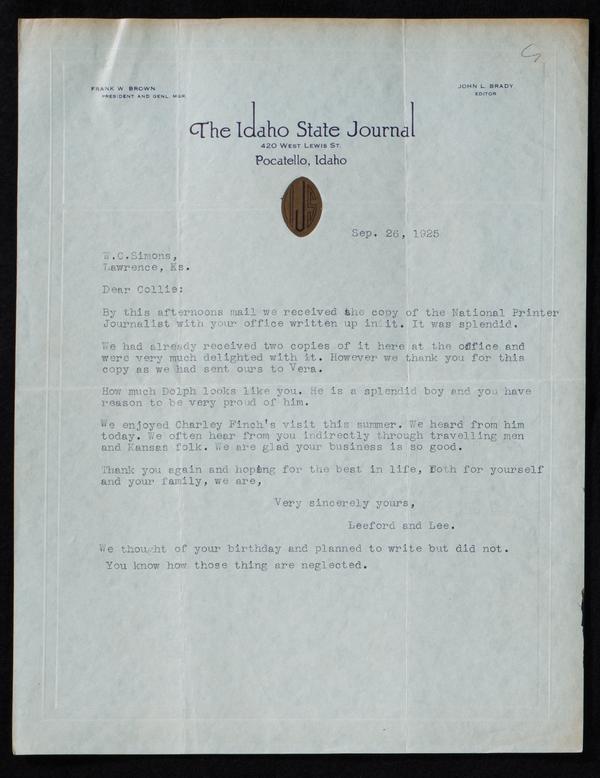 FRANK W. BROWN
PRESIDENT AND GENL. MGR.
JOHN L. BRADY
EDITOR
The Idaho State Journal
420 WEST LEWIS ST.
Pocatello, Idaho
IJS
Sep. 26, 1925
W.C.Simons,
Lawrence, Ks.
Dear Collie:
By this afternoons mail we received the copy of the National Printer
Journalist with your office written up in it. It was splendid.
We had already received two copies of it here at the office and
were very much delighted with it. However we thank you for this
copy as we had sent ours to Vera.
How much Dolph looks like you. He is a splendid boy and you have
reason to be very proud of him.
We enjoyed Charley Finch's visit this summer. We heard from him
today. We often hear from you indirectly through travelling men
and Kansas folk. We are glad your business is so good.
Thank you again and hoping for the best in life, Both for yourself
and your family, we are,
Very sincerely yours,
Leeford and Lee.
We thought of your birthday and planned to write but did not.
You know how those thing are neglected.